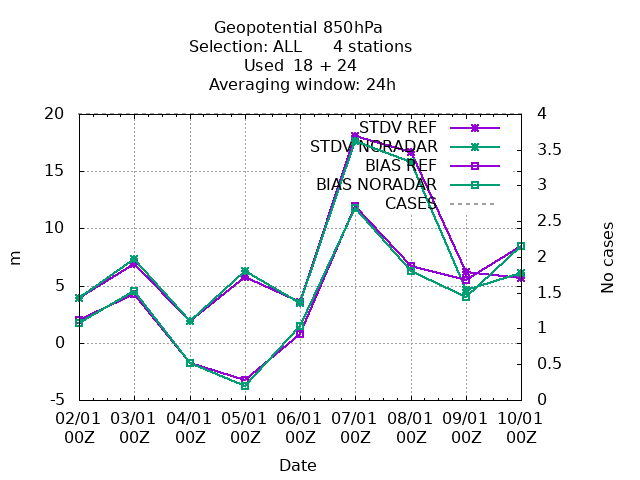 Geopotential 850hPa
Selection: ALL      4 stations
Used  18 + 24
Averaging window: 24h
STDV REF
STDV NORADAR
BIAS REF
BIAS NORADAR
CASES
20
15
10
5
0
-5
m
4
3.5
3
2.5
2
1.5
1
0.5
0
No cases
02/01 03/01 04/01 05/01 06/01 07/01 08/01 09/01 10/01
00Z 00Z 00Z 00Z 00Z 00Z 00Z 00Z 00Z
Date